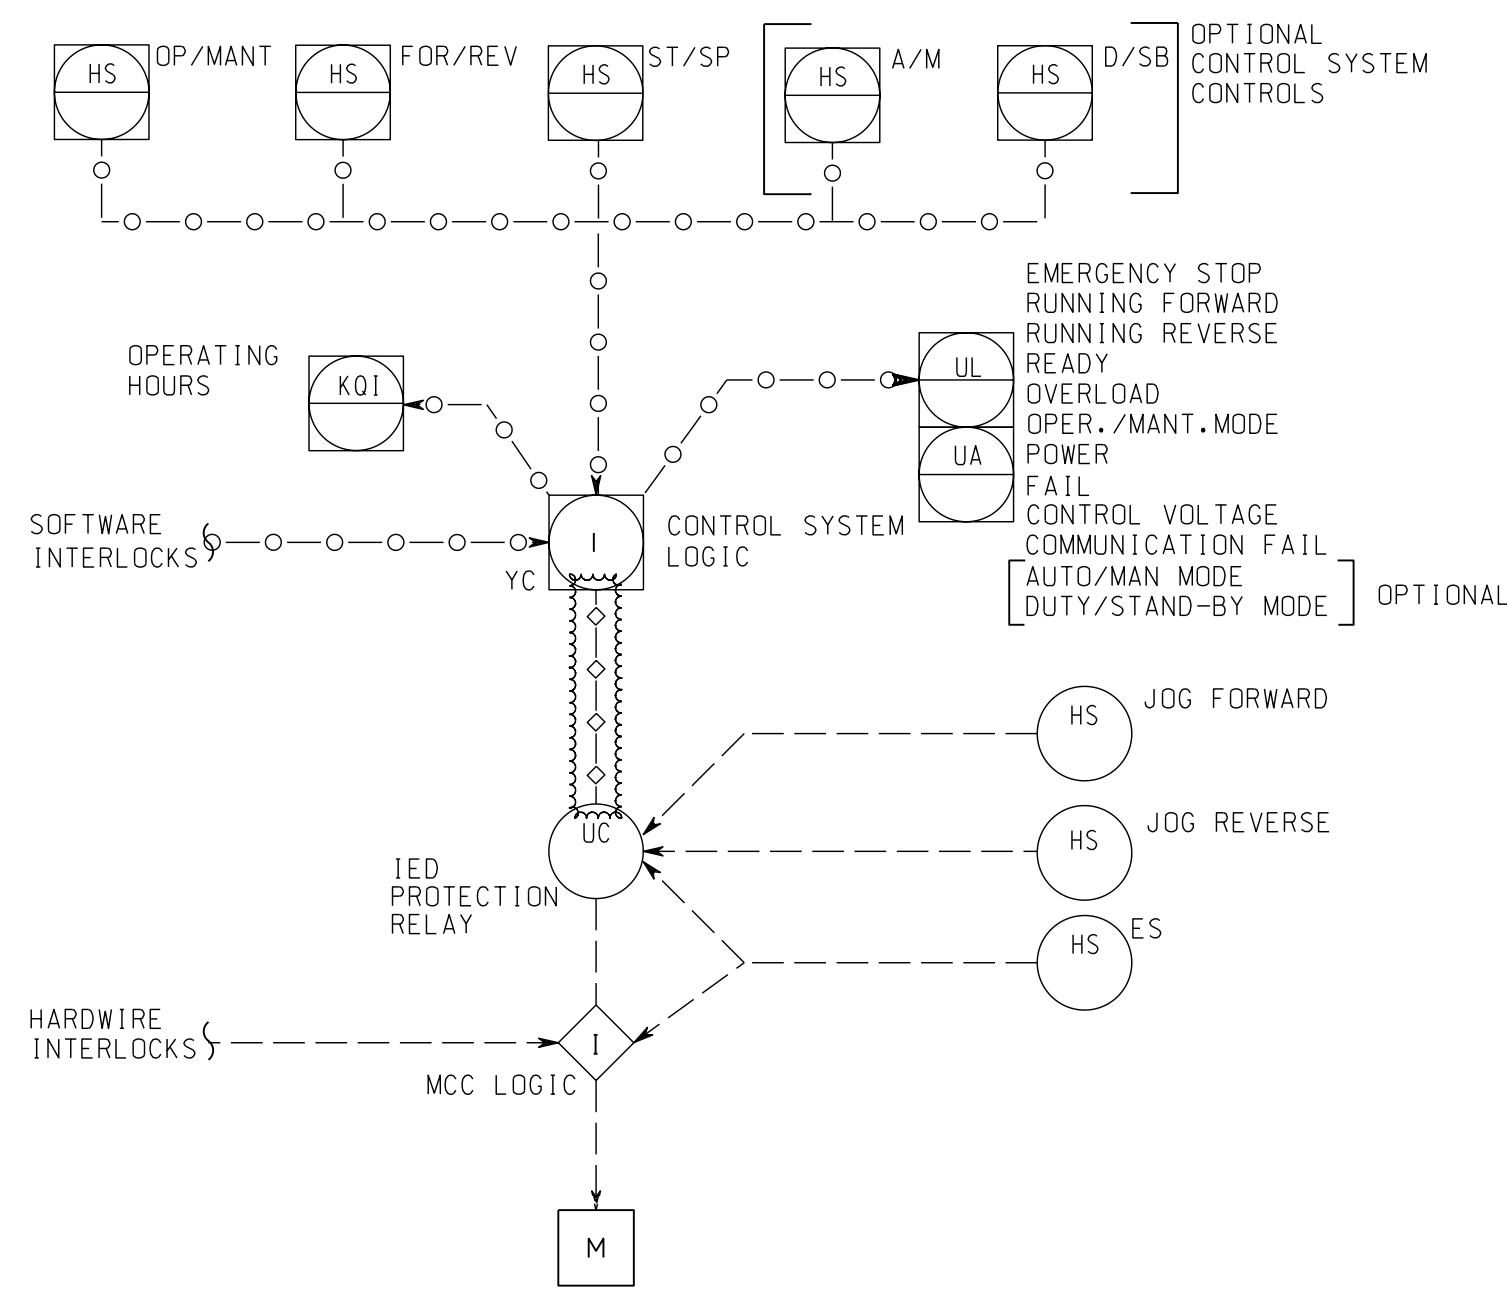 HS OP/MANT
HS FOR/REV
HS ST/SP
HS A/M
HS D/SB
OPTIONAL
CONTROL SYSTEM
CONTROLS
OPERATING
HOURS
KQI
UL
UA
EMERGENCY STOP
RUNNING FORWARD
RUNNING REVERSE
READY
OVERLOAD
OPER./MANT.MODE
POWER
FAIL
CONTROL VOLTAGE
COMMUNICATION FAIL
AUTO/MAN MODE
DUTY/STAND-BY MODE
OPTIONAL
SOFTWARE
INTERLOCKS
I
YC
CONTROL SYSTEM
LOGIC
HS JOG FORWARD
UC
HS JOG REVERSE
IED
PROTECTION
RELAY
HS ES
HARDWIRE
INTERLOCKS
I
MCC LOGIC
M